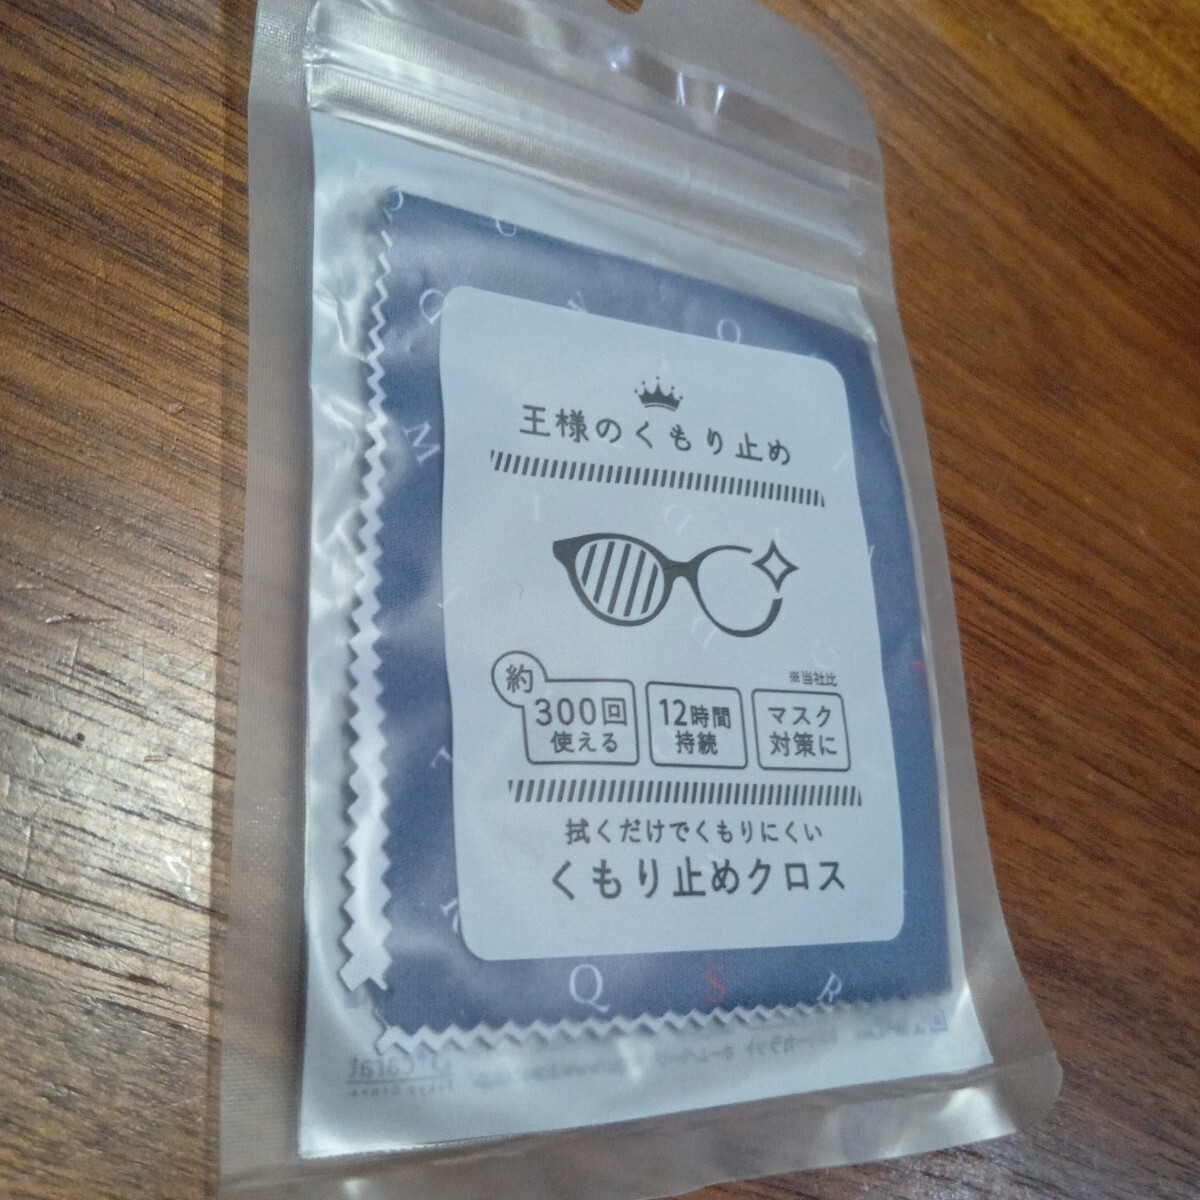 王様のくもり止め
※当社比
約
300回
使える
12時間
持続
マスク
対策に
拭くだけでくもりにくい
くもり止めクロス
Q S R